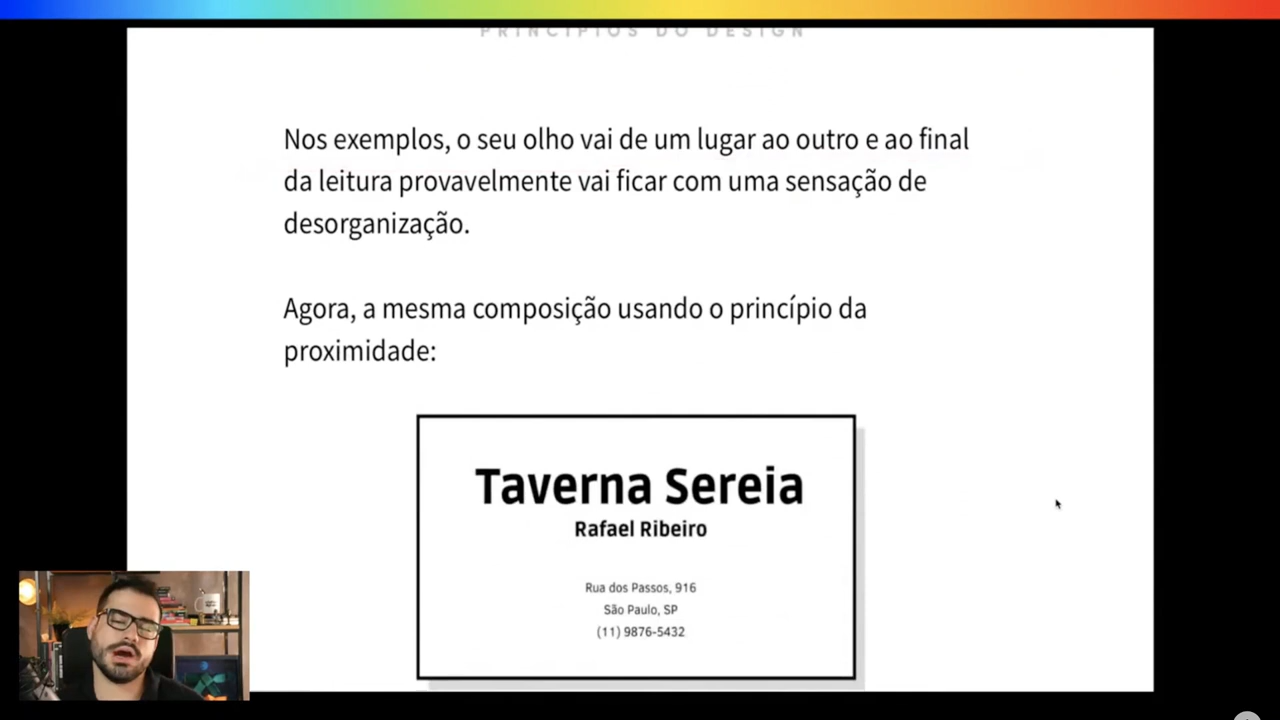 PRINCÍPIOS DO DESIGN
Nos exemplos, o seu olho vai de um lugar ao outro e ao final
da leitura provavelmente vai ficar com uma sensação de
desorganização.
Agora, a mesma composição usando o princípio da
proximidade:
Taverna Sereia
Rafael Ribeiro
Rua dos Passos, 916
São Paulo, SP
(11) 9876-5432